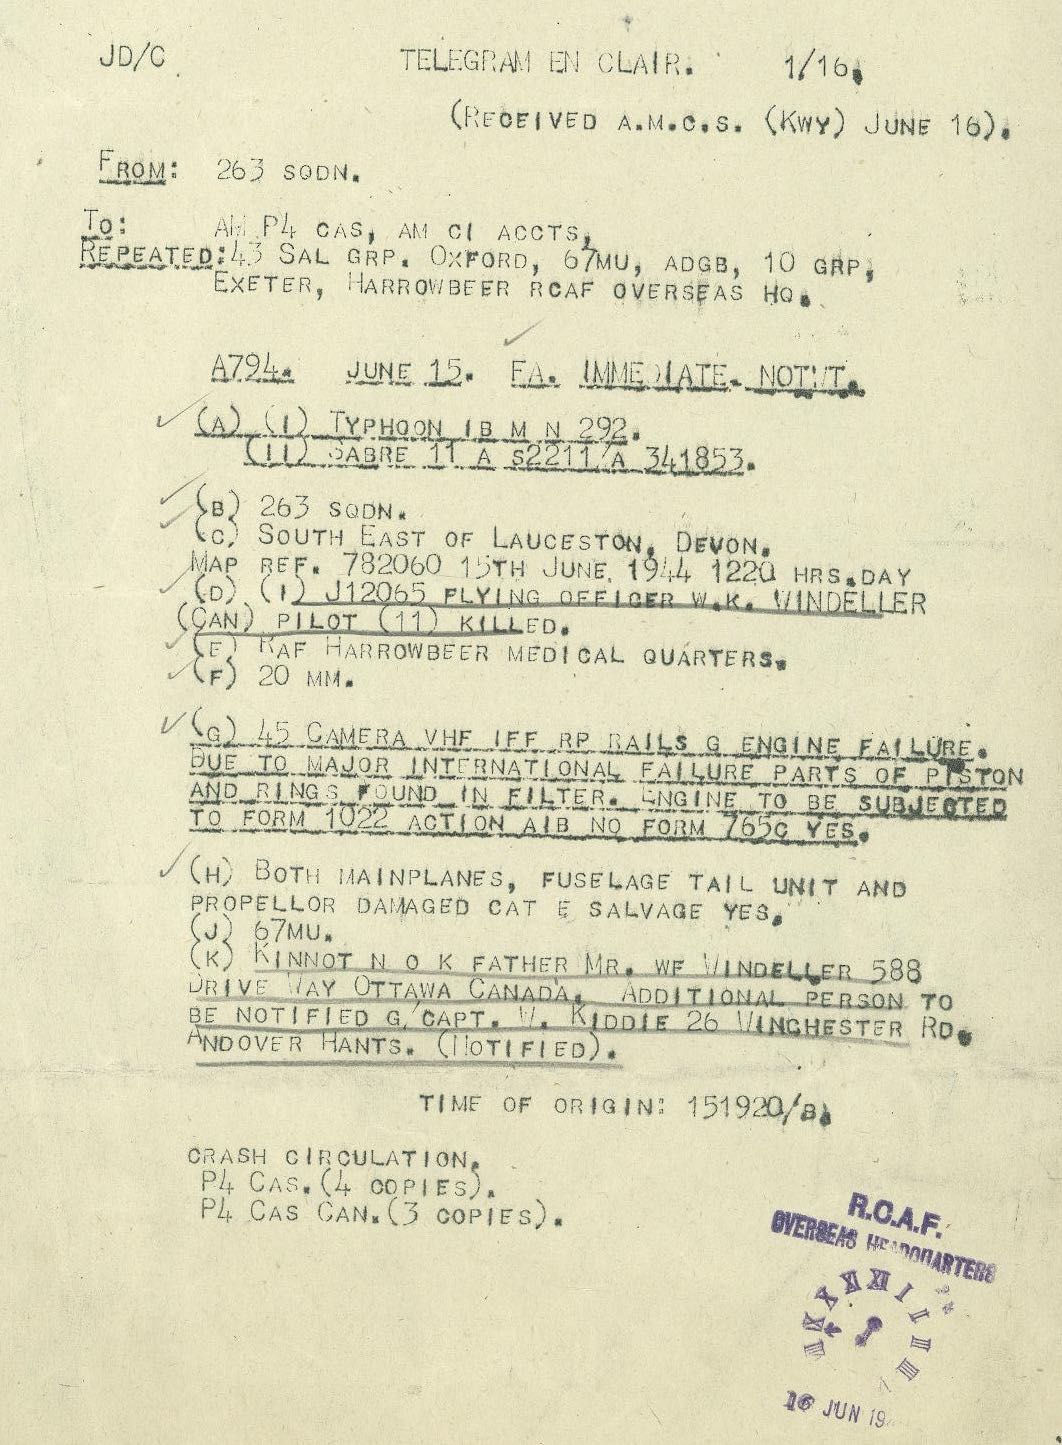 JD/C TELEGRAM EN CLAIR. 1/16.
(RECEIVED A.M.C.S. (KWY) JUNE 16).
FROM: 263 SQDN.
TO: AM P4 CAS, AM C1 ACCTS,
REPEATED: 43 SAL GRP. OXFORD, 67MU, ADGB, 10 GRP,
EXETER, HARROWBEER RCAF OVERSEAS HQ.
A794. JUNE 15. FA. IMMEDIATE. NOTWT.
(A) (I) TYPHOON IB M N 292.
(II) SABRE 11 A S2211/A 341853.
(B) 263 SQDN.
(C) SOUTH EAST OF LAUCESTON, DEVON.
MAP REF. 782060 15TH JUNE, 1944 1220 HRS.DAY
(D) (I) J12065 FLYING OFFICER W.K. WINDELLER
(CAN) PILOT (11) KILLED.
(E) RAF HARROWBEER MEDICAL QUARTERS.
(F) 20 MM.
(G) 45 CAMERA VHF IFF RP RAILS G ENGINE FAILURE.
DUE TO MAJOR INTERNATIONAL FAILURE PARTS OF PISTON
AND RINGS FOUND IN FILTER. ENGINE TO BE SUBJECTED
TO FORM 1022 ACTION AIB NO FORM 765C YES.
(H) BOTH MAINPLANES, FUSELAGE TAIL UNIT AND
PROPELLOR DAMAGED CAT E SALVAGE YES.
(J) 67MU.
(K) KINNOT N O K FATHER MR. WF WINDELLER 588
DRIVE WAY OTTAWA CANADA. ADDITIONAL PERSON TO
BE NOTIFIED G/CAPT. W. KIDDIE 26 WINCHESTER RD.
ANDOVER HANTS. (NOTIFIED).
TIME OF ORIGIN: 151920/B.
CRASH CIRCULATION.
P4 CAS.(4 COPIES).
P4 CAS CAN.(3 COPIES).
R.C.A.F.
OVERSEAS HEADQUARTERS
16 JUN 19